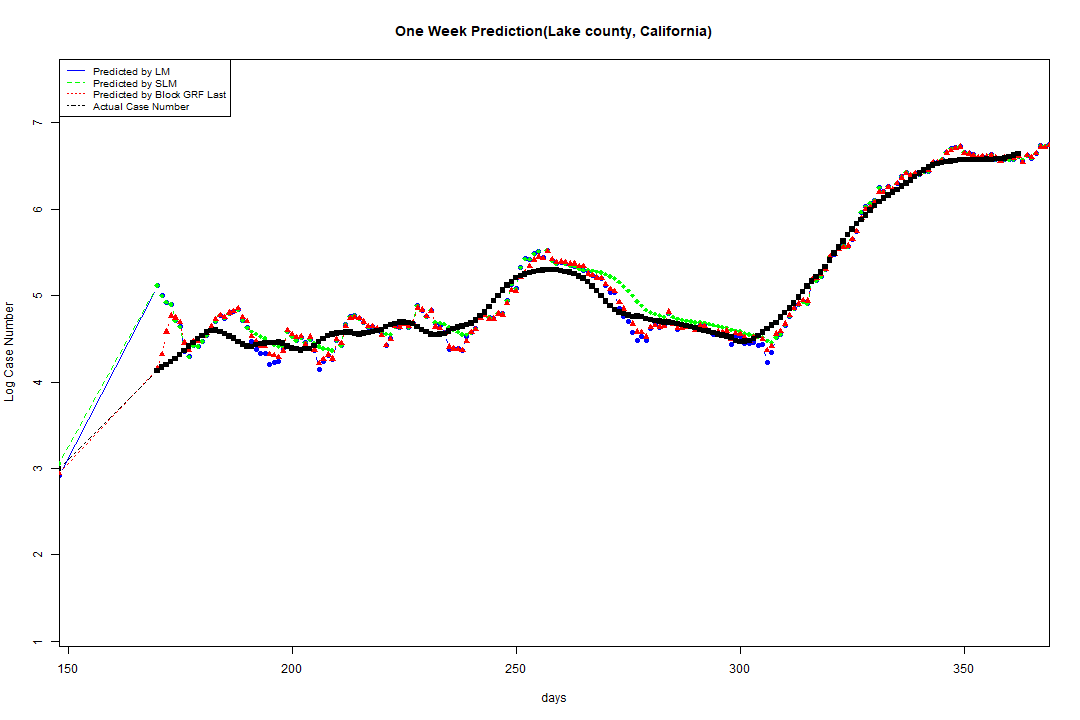 One Week Prediction(Lake county, California)
Predicted by LM
Predicted by SLM
Predicted by Block GRF Last
Actual Case Number
7
6
5
4
3
2
1
Log Case Number
150 200 250 300 350
days